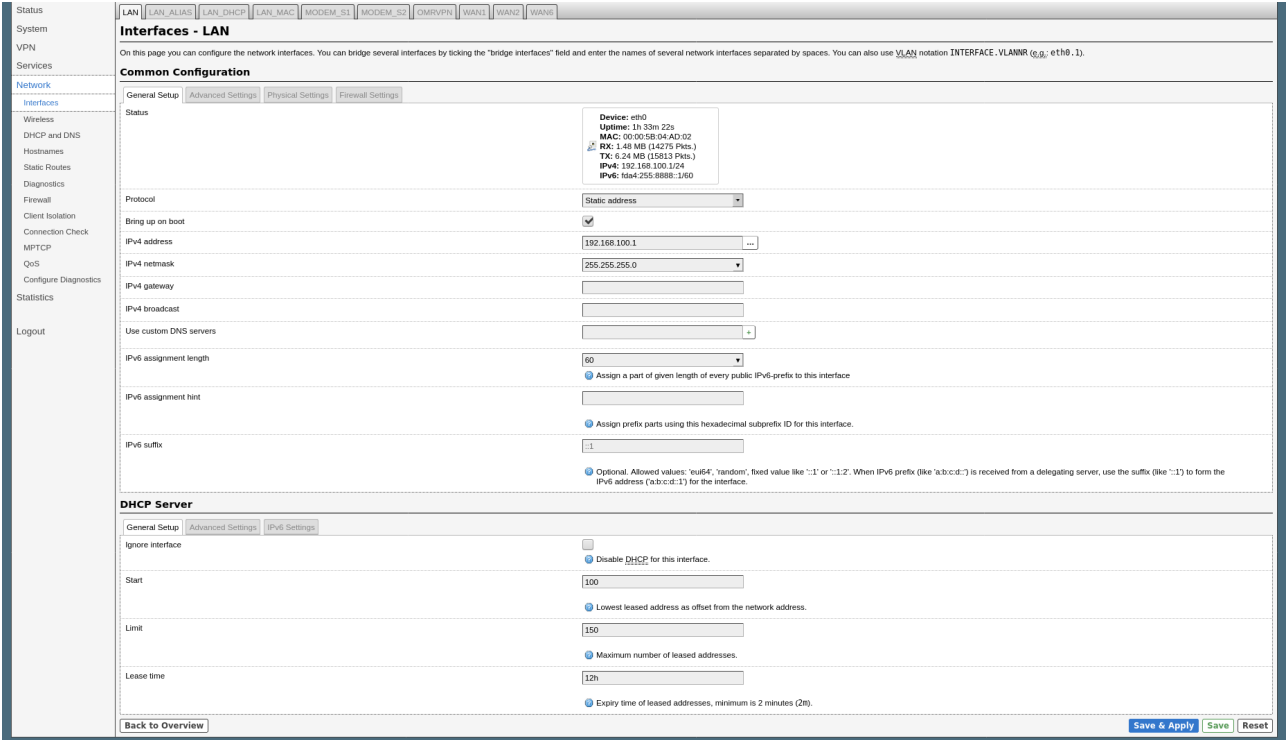 Status
System
VPN
Services
Network
Interfaces
Wireless
DHCP and DNS
Hostnames
Static Routes
Diagnostics
Firewall
Client Isolation
Connection Check
MPTCP
QoS
Configure Diagnostics
Statistics
Logout
LAN LAN_ALIAS LAN_DHCP LAN_MAC MODEM_S1 MODEM_S2 OMRVPN WAN1 WAN2 WAN6
Interfaces - LAN
On this page you can configure the network interfaces. You can bridge several interfaces by ticking the "bridge interfaces" field and enter the names of several network interfaces separated by spaces. You can also use VLAN notation INTERFACE.VLANNR (e.g.: eth0.1).
Common Configuration
General Setup Advanced Settings Physical Settings Firewall Settings
Status
Device: eth0
Uptime: 1h 33m 22s
MAC: 00:00:5B:04:AD:02
RX: 1.48 MB (14275 Pkts.)
TX: 6.24 MB (15813 Pkts.)
IPv4: 192.168.100.1/24
IPv6: fda4:255:8888::1/60
Protocol Static address
Bring up on boot
IPv4 address 192.168.100.1 ...
IPv4 netmask 255.255.255.0
IPv4 gateway
IPv4 broadcast
Use custom DNS servers +
IPv6 assignment length 60
Assign a part of given length of every public IPv6-prefix to this interface
IPv6 assignment hint
Assign prefix parts using this hexadecimal subprefix ID for this interface.
IPv6 suffix ::1
Optional. Allowed values: 'eui64', 'random', fixed value like '::1' or '::1:2'. When IPv6 prefix (like 'a:b:c:d::') is received from a delegating server, use the suffix (like '::1') to form the
IPv6 address ('a:b:c:d::1') for the interface.
DHCP Server
General Setup Advanced Settings IPv6 Settings
Ignore interface
Disable DHCP for this interface.
Start 100
Lowest leased address as offset from the network address.
Limit 150
Maximum number of leased addresses.
Lease time 12h
Expiry time of leased addresses, minimum is 2 minutes (2m).
Back to Overview Save & Apply Save Reset